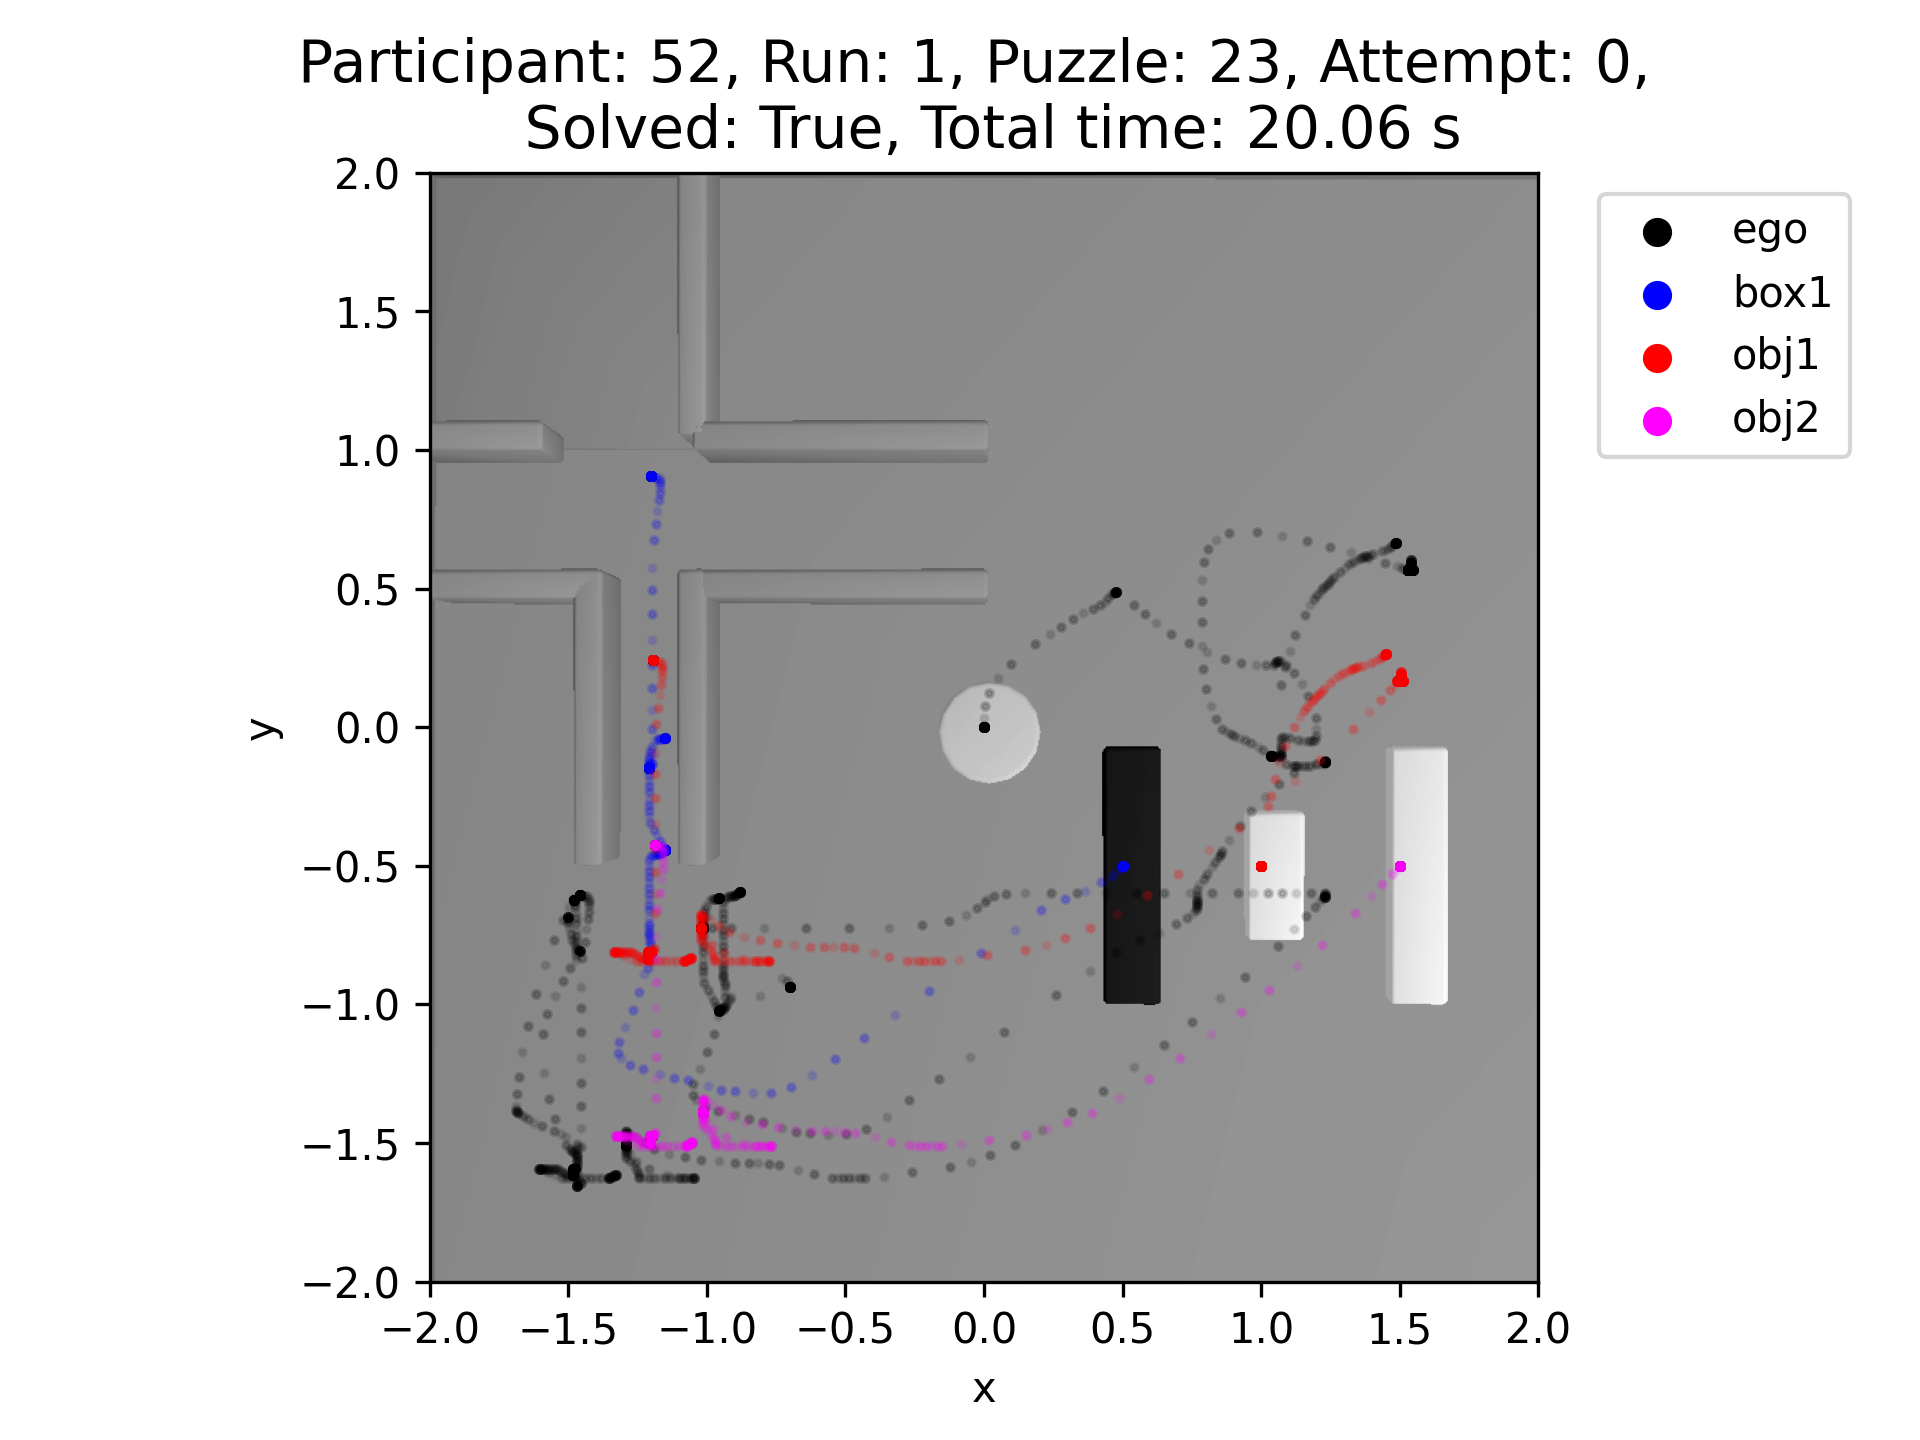 Participant: 52, Run: 1, Puzzle: 23, Attempt: 0,
Solved: True, Total time: 20.06 s
2.0
1.5
1.0
0.5
0.0
−0.5
−1.0
−1.5
−2.0
y
−2.0 −1.5 −1.0 −0.5 0.0 0.5 1.0 1.5 2.0
x
ego
box1
obj1
obj2